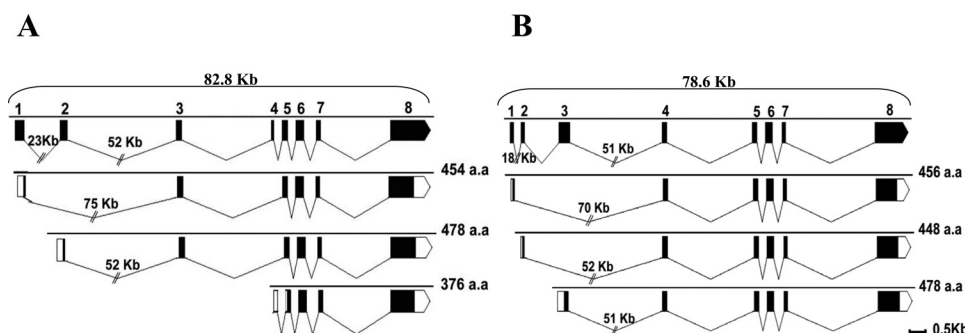 A
B
82.8 Kb
78.6 Kb
1 2 3 4 5 6 7 8
1 2 3 4 5 6 7 8
23Kb 52 Kb
18 Kb 51 Kb
454 a.a
456 a.a
75 Kb
70 Kb
478 a.a
448 a.a
52 Kb
52 Kb
376 a.a
478 a.a
51 Kb
0.5Kb